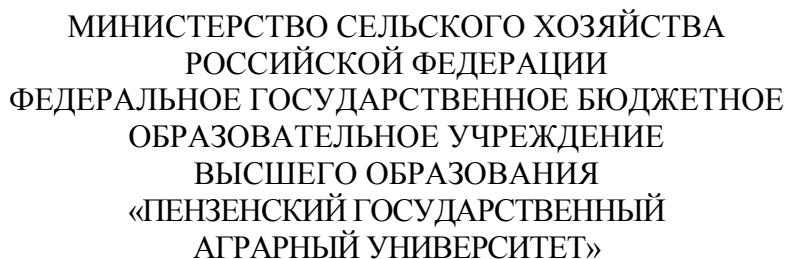 МИНИСТЕРСТВО СЕЛЬСКОГО ХОЗЯЙСТВА
РОССИЙСКОЙ ФЕДЕРАЦИИ
ФЕДЕРАЛЬНОЕ ГОСУДАРСТВЕННОЕ БЮДЖЕТНОЕ
ОБРАЗОВАТЕЛЬНОЕ УЧРЕЖДЕНИЕ
ВЫСШЕГО ОБРАЗОВАНИЯ
«ПЕНЗЕНСКИЙ ГОСУДАРСТВЕННЫЙ
АГРАРНЫЙ УНИВЕРСИТЕТ»